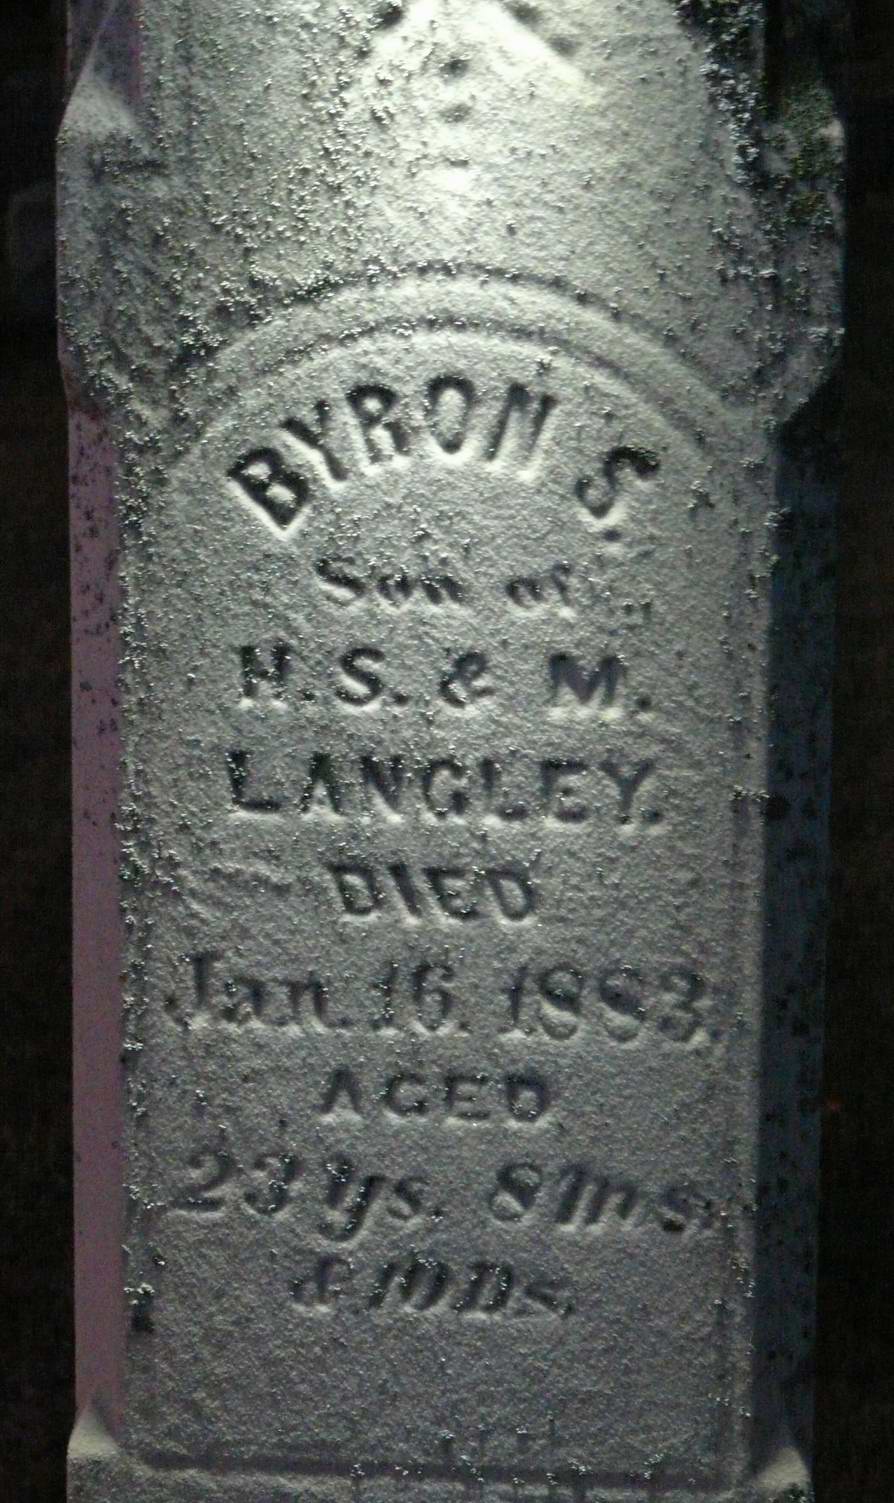 BYRON S.
Son of
H. S. & M.
LANGLEY.
DIED
Jan. 16. 1883.
AGED
23 ys. 8 ms.
& 10 Ds.